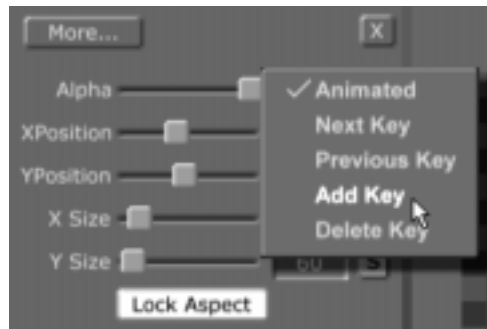 More... X
Alpha
XPosition
YPosition
X Size
Y Size 60 S
Lock Aspect
Animated
Next Key
Previous Key
Add Key
Delete Key